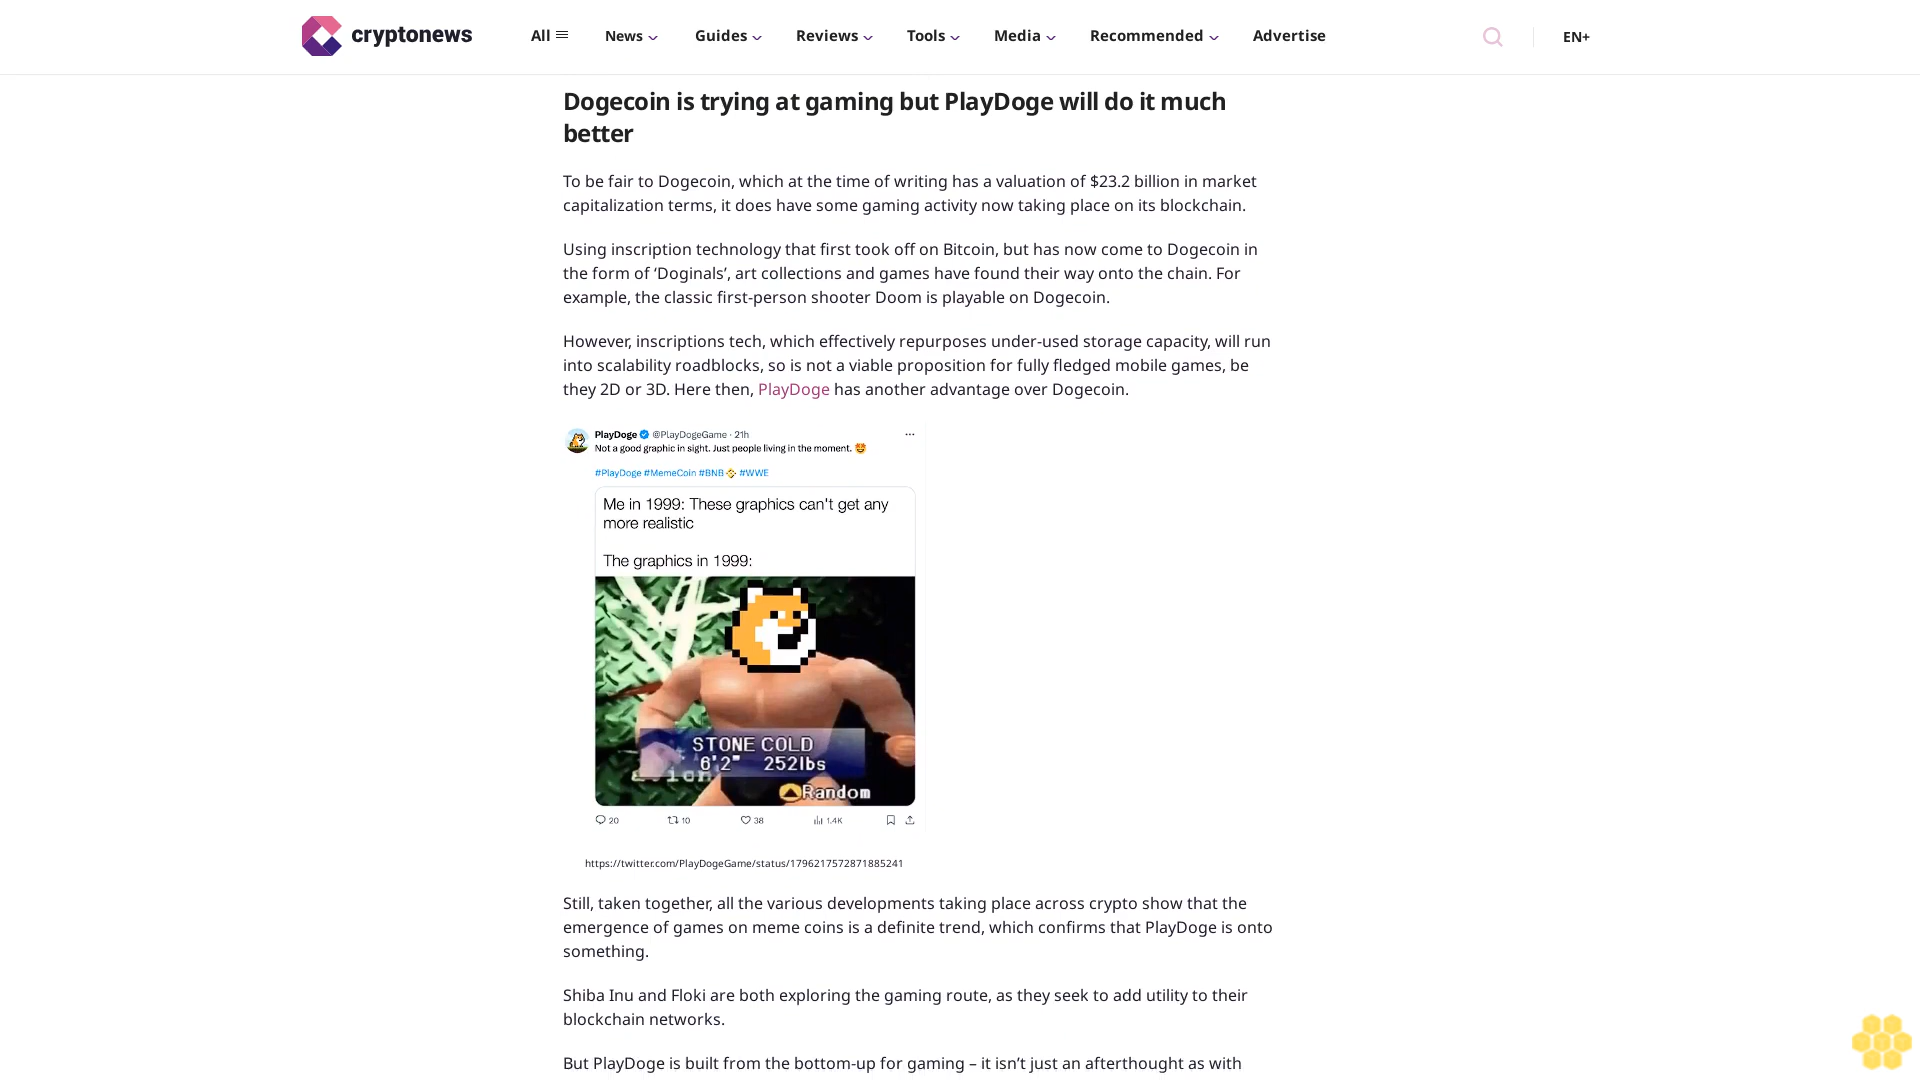 cryptonews
All
News
Guides
Reviews
Tools
Media
Recommended
Advertise
EN+
Dogecoin is trying at gaming but PlayDoge will do it much
better
To be fair to Dogecoin, which at the time of writing has a valuation of $23.2 billion in market
capitalization terms, it does have some gaming activity now taking place on its blockchain.
Using inscription technology that first took off on Bitcoin, but has now come to Dogecoin in
the form of ‘Doginals’, art collections and games have found their way onto the chain. For
example, the classic first-person shooter Doom is playable on Dogecoin.
However, inscriptions tech, which effectively repurposes under-used storage capacity, will run
into scalability roadblocks, so is not a viable proposition for fully fledged mobile games, be
they 2D or 3D. Here then, PlayDoge has another advantage over Dogecoin.
PlayDoge @PlayDogeGame · 21h
Not a good graphic in sight. Just people living in the moment. 🤩
#PlayDoge #MemeCoin #BNB #WWE
Me in 1999: These graphics can't get any
more realistic
The graphics in 1999:
STONE COLD
6'2" 252lbs
Random
20 10 38 1.4K
https://twitter.com/PlayDogeGame/status/1796217572871885241
Still, taken together, all the various developments taking place across crypto show that the
emergence of games on meme coins is a definite trend, which confirms that PlayDoge is onto
something.
Shiba Inu and Floki are both exploring the gaming route, as they seek to add utility to their
blockchain networks.
But PlayDoge is built from the bottom-up for gaming – it isn’t just an afterthought as with